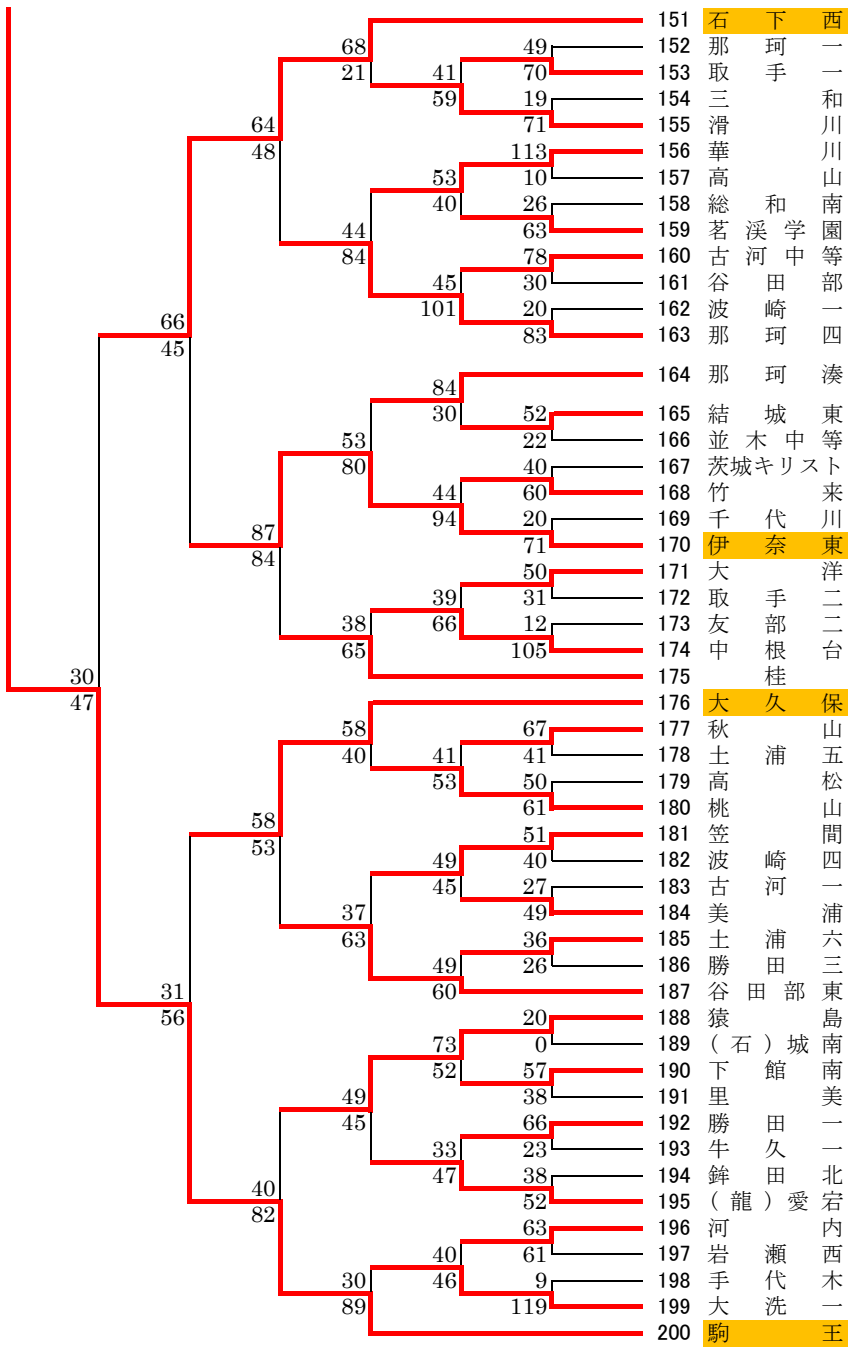 151 石下西
68
49 152 那珂一
21 41 70 153 取手一
59 19 154 三和
64 71 155 滑川
48 113 156 華川
53 10 157 高山
40 26 158 総和南
44 63 159 茗溪学園
84 78 160 古河中等
45 30 161 谷田部
101 20 162 波崎一
66 83 163 那珂四
45
164 那珂湊
84
30 52 165 結城東
53 22 166 並木中等
80 40 167 茨城キリスト
44 60 168 竹来
94 20 169 千代川
87 71 170 伊奈東
84 50 171 大洋
39 31 172 取手二
38 66 12 173 友部二
65 105 174 中根台
30 175 桂
47 176 大久保
58 67 177 秋山
40 41 41 178 土浦五
53 50 179 高松
61 180 桃山
58 51 181 笠間
53 49 40 182 波崎四
45 27 183 古河一
37 49 184 美浦
63 36 185 土浦六
49 26 186 勝田三
60 187 谷田部東
31 20 188 猿島
56 73 0 189 (石)城南
52 57 190 下館南
49 38 191 里美
45 66 192 勝田一
33 23 193 牛久一
47 38 194 鉾田北
40 52 195 (龍)愛宕
82 63 196 河内
40 61 197 岩瀬西
30 46 9 198 手代木
89 119 199 大洗一
200 駒王